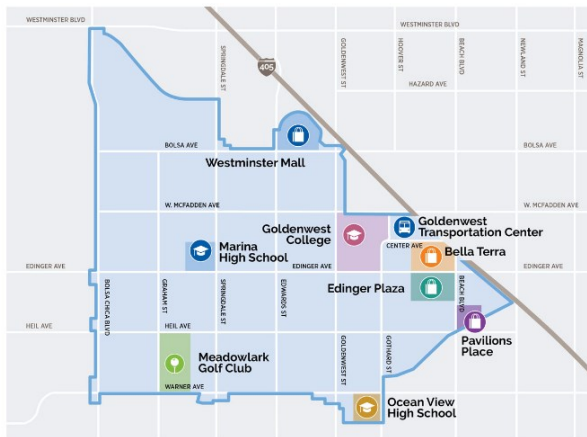 WESTMINSTER BLVD
WESTMINSTER BLVD
SPRINGDALE ST
GOLDENWEST ST
HOOVER ST
BEACH BLVD
NEWLAND ST
MAGNOLIA ST
405
HAZARD AVE
BOLSA AVE
BOLSA AVE
Westminster Mall
W. MCFADDEN AVE
W. MCFADDEN AVE
Goldenwest
College
Goldenwest
Transportation Center
CENTER AVE
Marina
High School
Bella Terra
EDINGER AVE
EDINGER AVE
EDINGER AVE
BOLSA CHICA BLVD
GRAHAM ST
SPRINGDALE ST
EDWARDS ST
Edinger Plaza
BEACH BLVD
HEIL AVE
HEIL AVE
GOLDENWEST ST
GOTHARD ST
Pavilions
Place
Meadowlark
Golf Club
WARNER AVE
Ocean View
High School